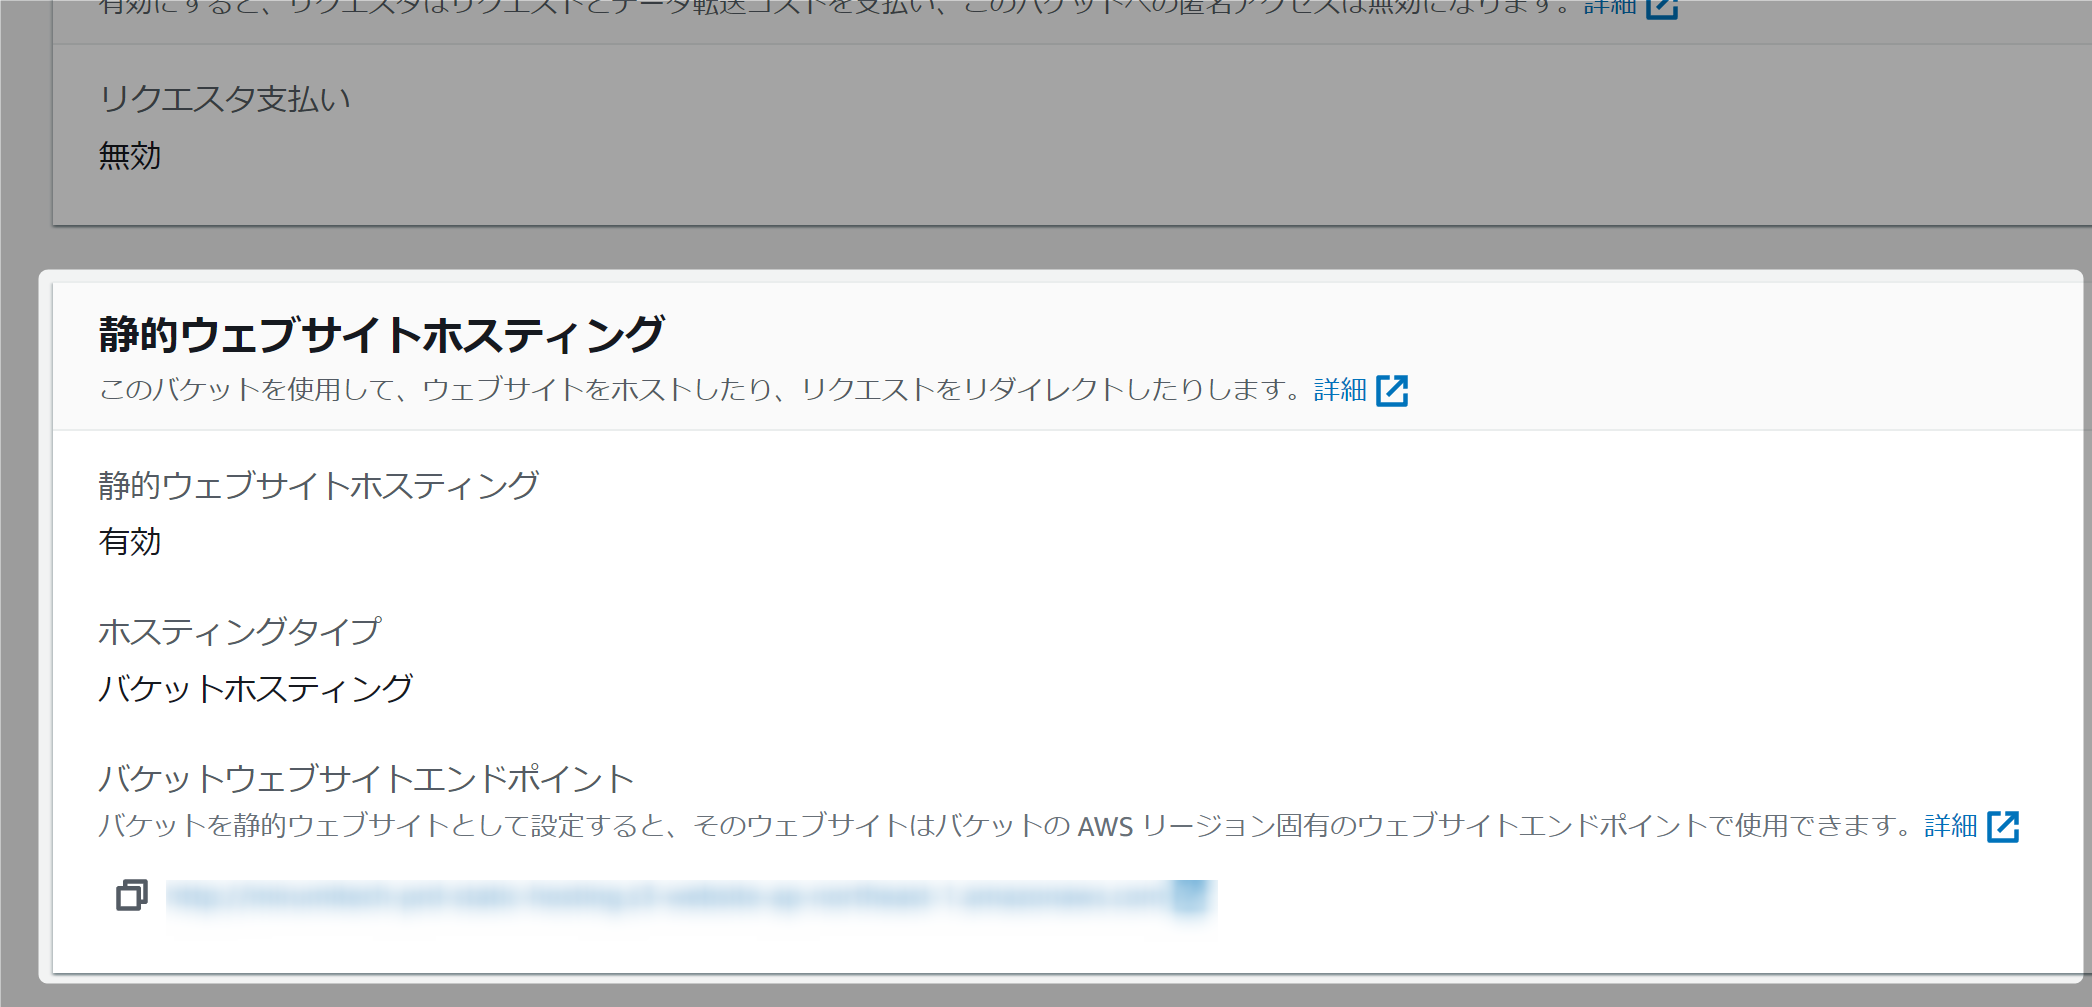 有効にすると、リクエスタはリクエストとデータ転送コストを支払い、このバケットへの匿名アクセスは無効になります。詳細
リクエスタ支払い
無効
静的ウェブサイトホスティング
このバケットを使用して、ウェブサイトをホストしたり、リクエストをリダイレクトしたりします。詳細
静的ウェブサイトホスティング
有効
ホスティングタイプ
バケットホスティング
バケットウェブサイトエンドポイント
バケットを静的ウェブサイトとして設定すると、そのウェブサイトはバケットの AWS リージョン固有のウェブサイトエンドポイントで使用できます。詳細